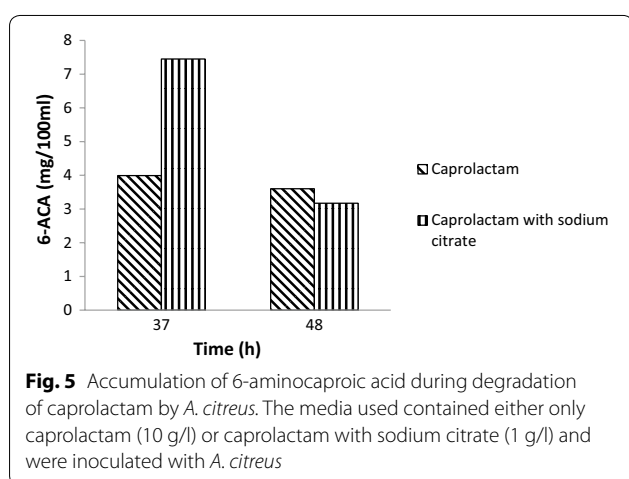 8
7
6
5
4
3
2
1
0
6-ACA (mg/100ml)
37
48
Time (h)
Caprolactam
Caprolactam with sodium
citrate
Fig. 5 Accumulation of 6-aminocaproic acid during degradation
of caprolactam by A. citreus. The media used contained either only
caprolactam (10 g/l) or caprolactam with sodium citrate (1 g/l) and
were inoculated with A. citreus